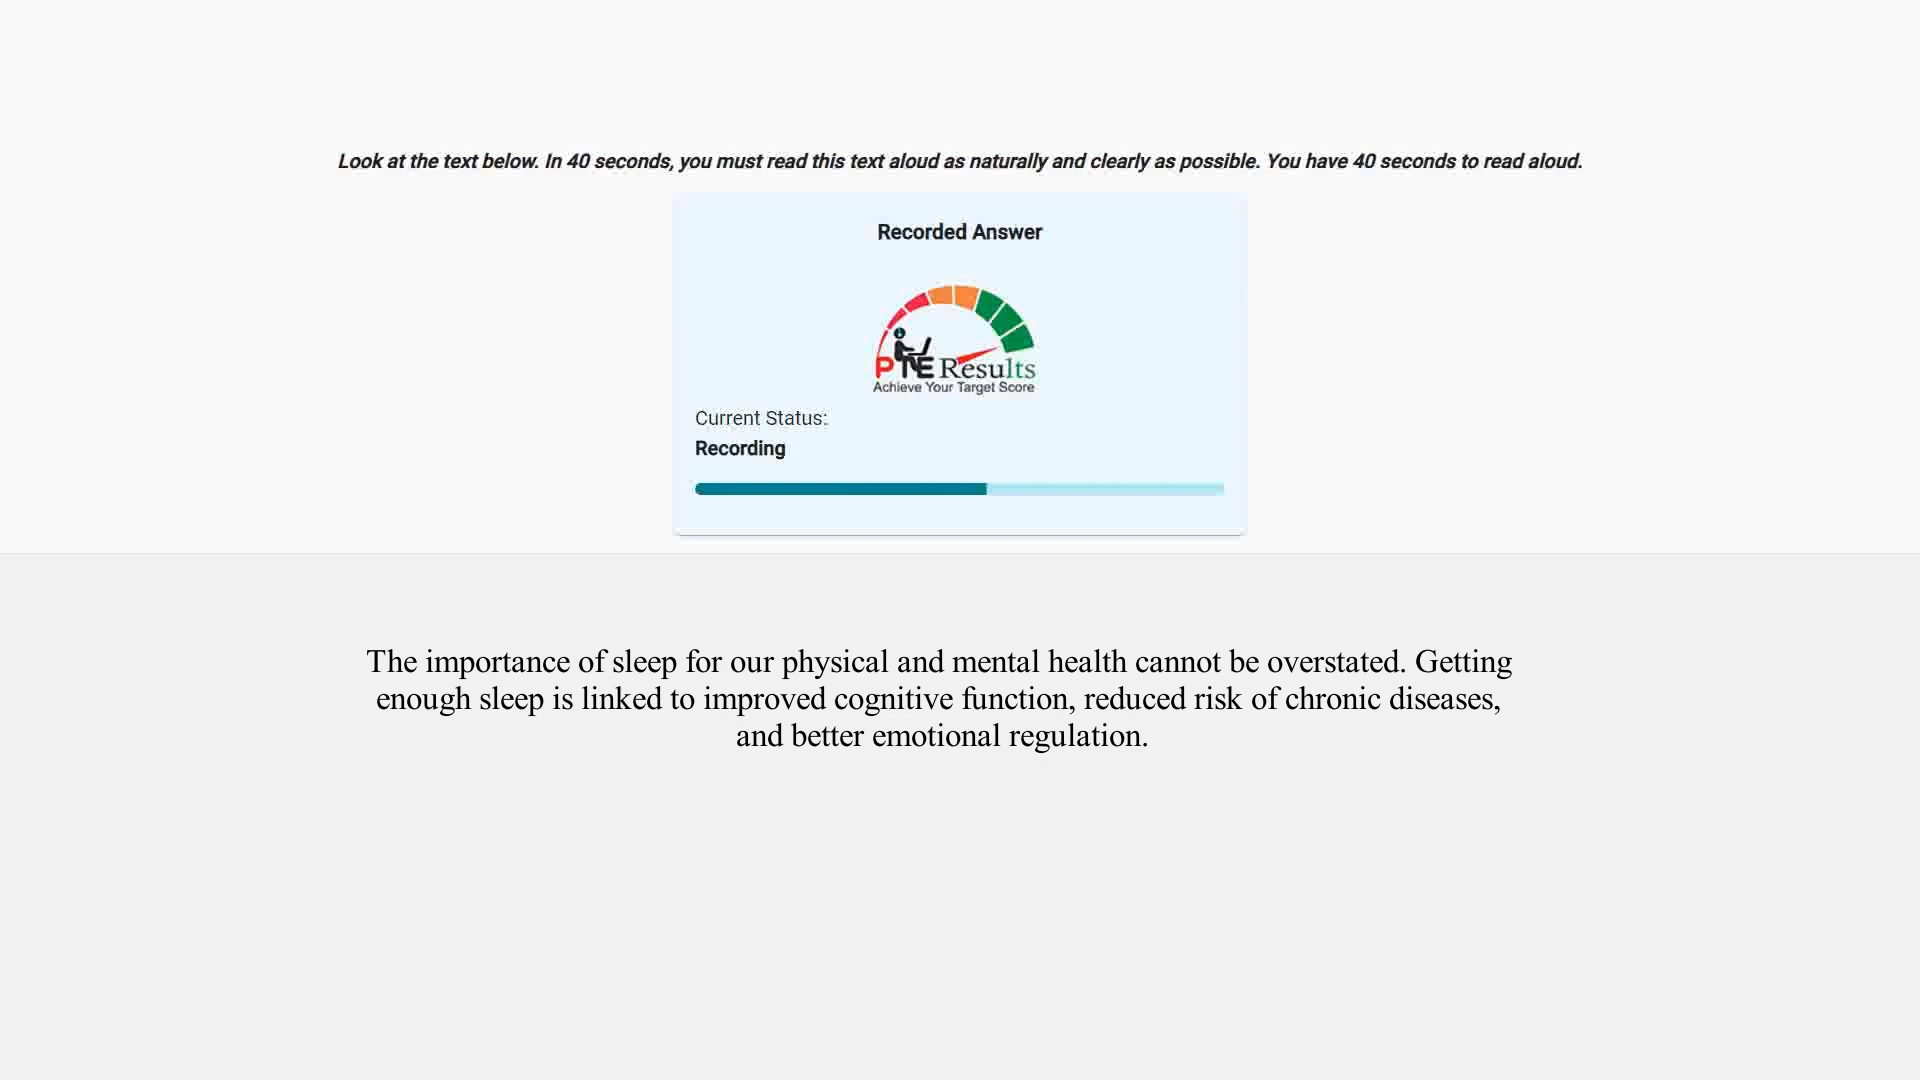 Look at the text below. In 40 seconds, you must read this text aloud as naturally and clearly as possible. You have 40 seconds to read aloud.
Recorded Answer
PTE Results
Achieve Your Target Score
Current Status:
Recording
The importance of sleep for our physical and mental health cannot be overstated. Getting
enough sleep is linked to improved cognitive function, reduced risk of chronic diseases,
and better emotional regulation.